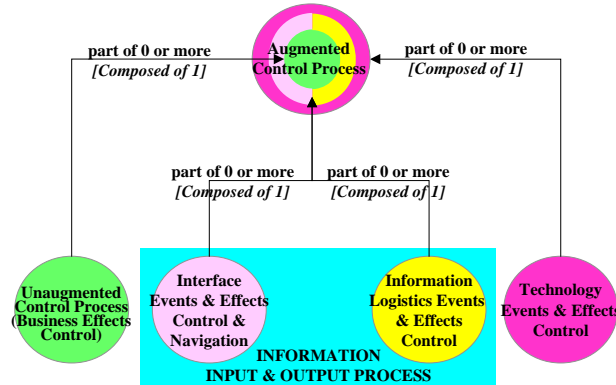 Augmented
Control Process
part of 0 or more
[Composed of 1]
part of 0 or more
[Composed of 1]
part of 0 or more
[Composed of 1]
part of 0 or more
[Composed of 1]
Unaugmented
Control Process
(Business Effects
Control)
Interface
Events & Effects
Control &
Navigation
Information
Logistics Events
& Effects
Control
Technology
Events & Effects
Control
INFORMATION
INPUT & OUTPUT PROCESS